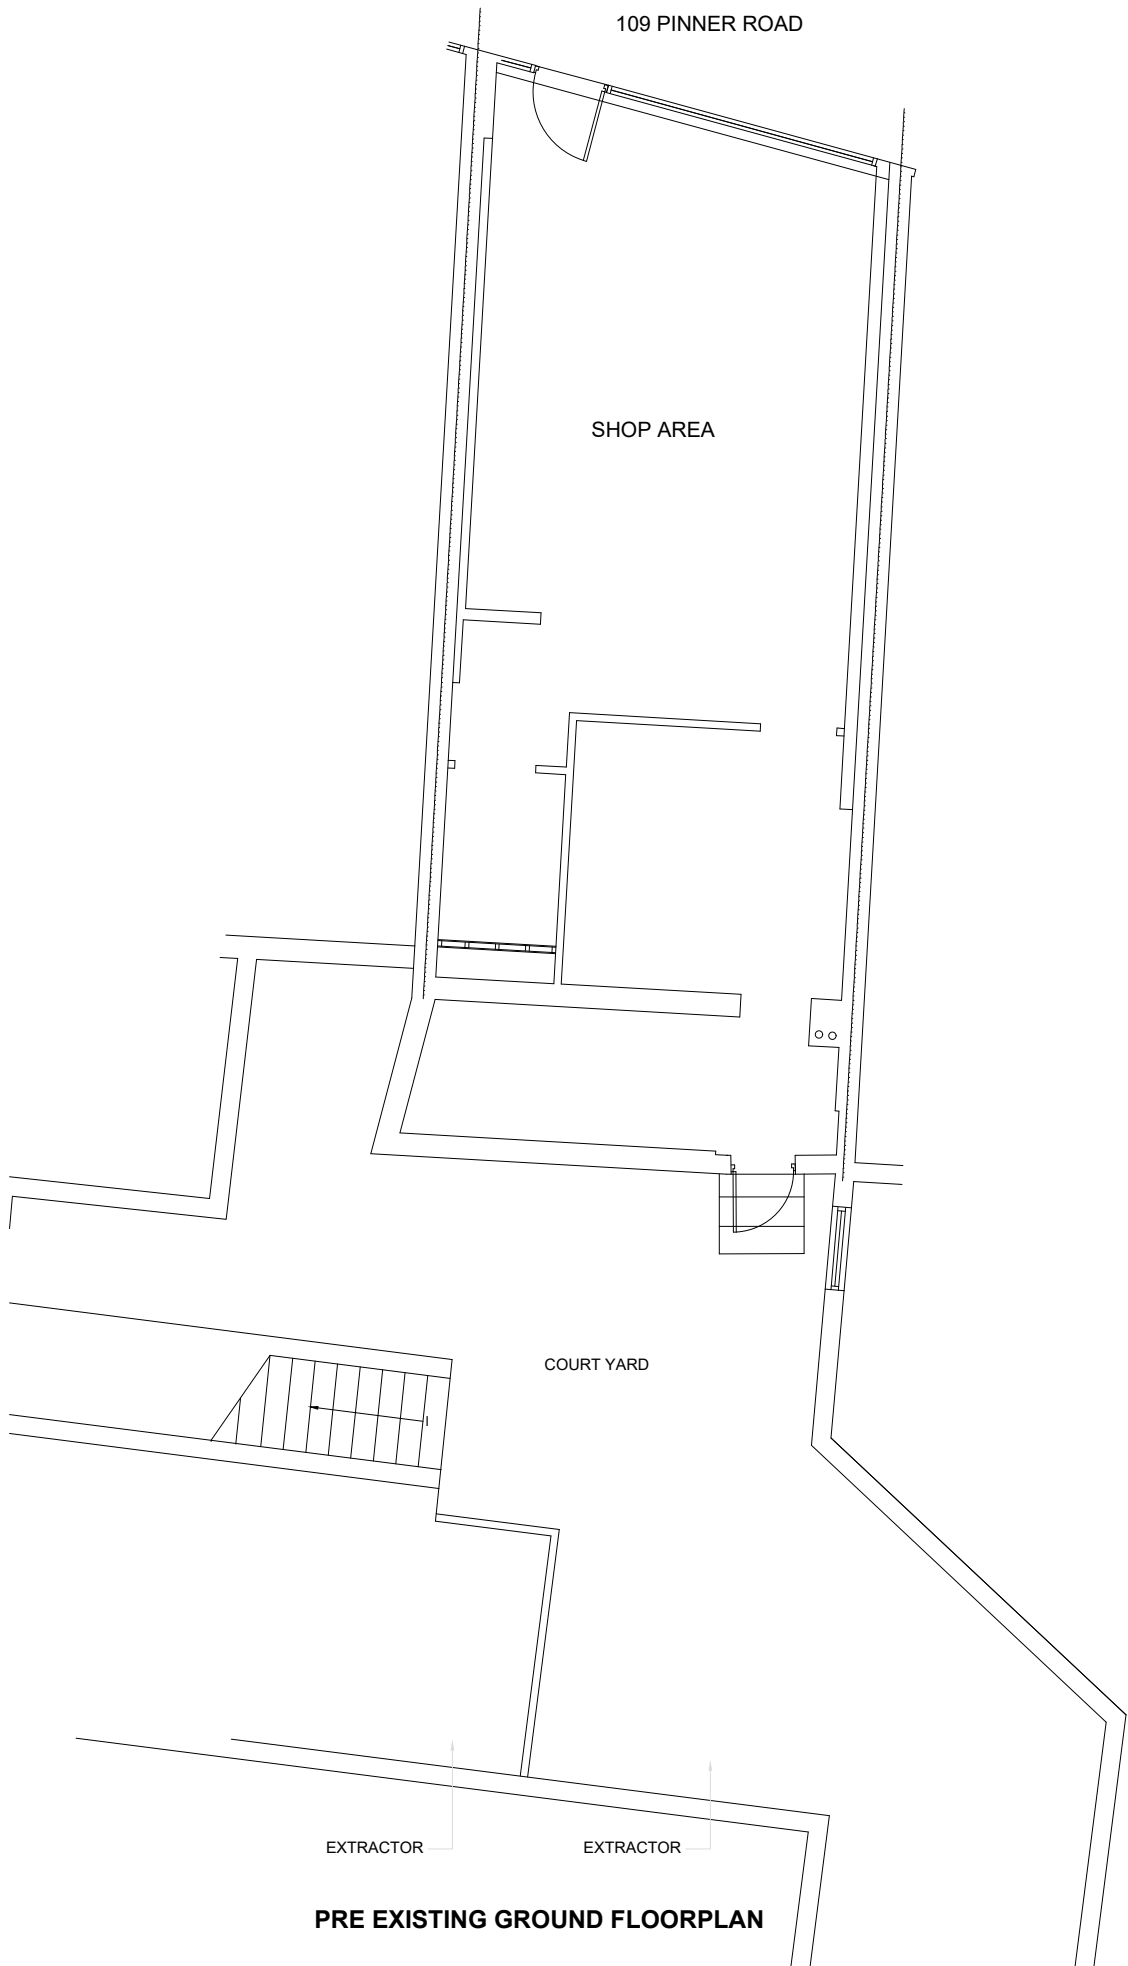 109 PINNER ROAD
SHOP AREA
COURT YARD
EXTRACTOR
EXTRACTOR
PRE EXISTING GROUND FLOORPLAN